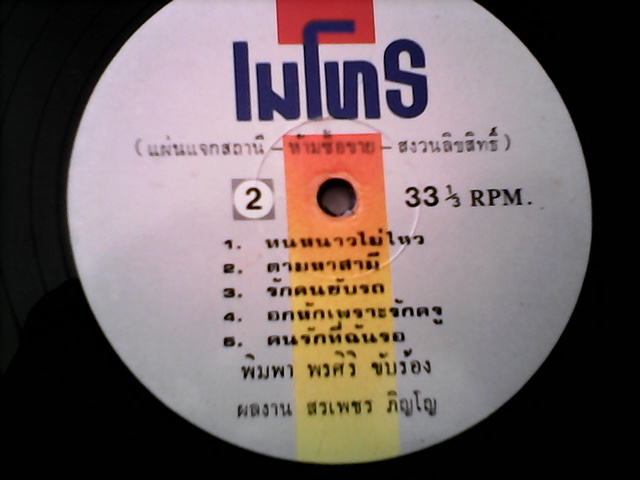 เมโทร
(แผ่นแจกสถานี – ห้ามซื้อขาย – สงวนลิขสิทธิ์)
2 33 1/3 RPM.
1. ทนหนาวไม่ไหว
2. ตามหาสามี
3. รักคนขับรถ
4. อกหักเพราะรักครู
5. คนรักที่ฉันรอ
พิมพา พรศิริ ขับร้อง
ผลงาน สรเพชร ภิญโญ